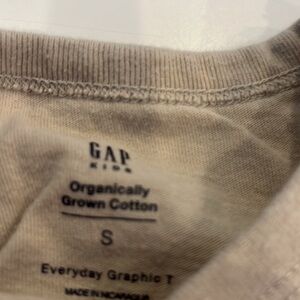 GAP
KIDS
Organically
Grown Cotton
S
Everyday Graphic T
MADE IN NICARAGUA